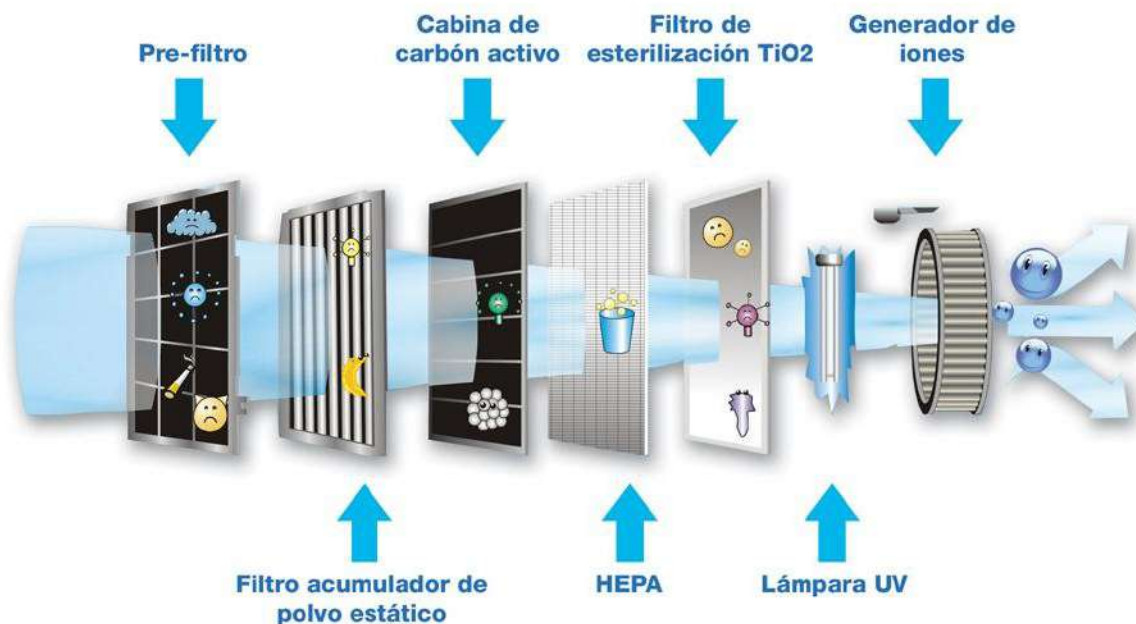 Pre-filtro
Cabina de
carbón activo
Filtro de
esterilización TiO2
Generador de
iones
Filtro acumulador de
polvo estático
HEPA
Lámpara UV